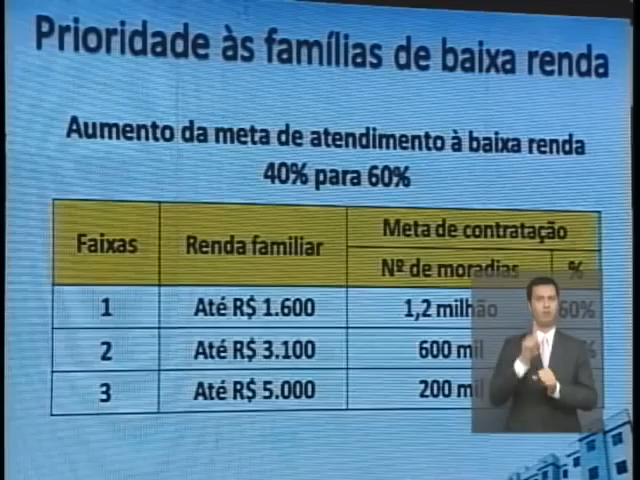 Prioridade às famílias de baixa renda
Aumento da meta de atendimento à baixa renda
40% para 60%
Faixas Renda familiar Meta de contratação
Nº de moradias %
1 Até R$ 1.600 1,2 milhão 60%
2 Até R$ 3.100 600 mil
3 Até R$ 5.000 200 mil